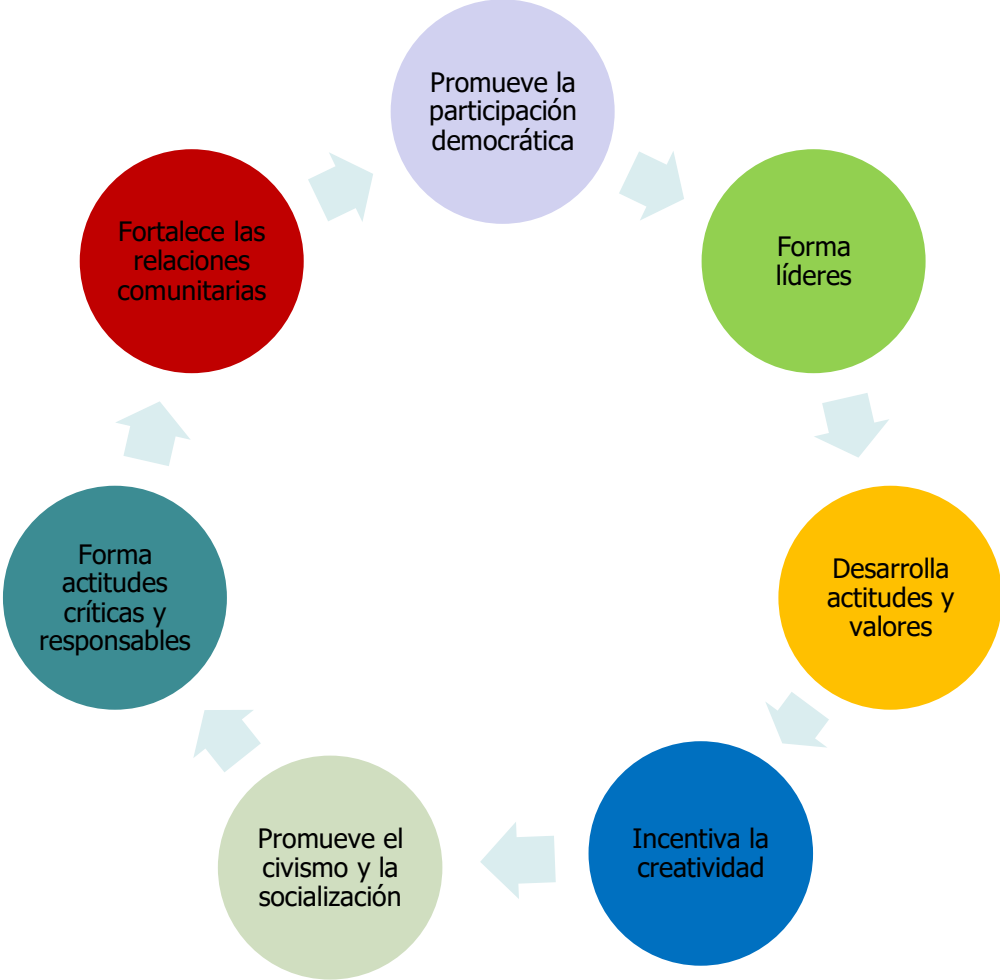 Promueve la
participación
democrática
Forma
líderes
Desarrolla
actitudes y
valores
Incentiva la
creatividad
Promueve el
civismo y la
socialización
Forma
actitudes
críticas y
responsables
Fortalece las
relaciones
comunitarias